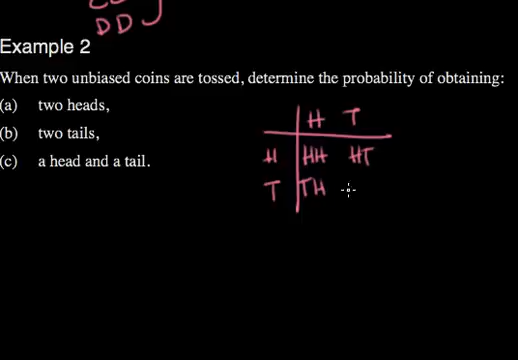 DD
Example 2
When two unbiased coins are tossed, determine the probability of obtaining:
(a) two heads,
(b) two tails,
(c) a head and a tail.
H T
H HH HT
T TH